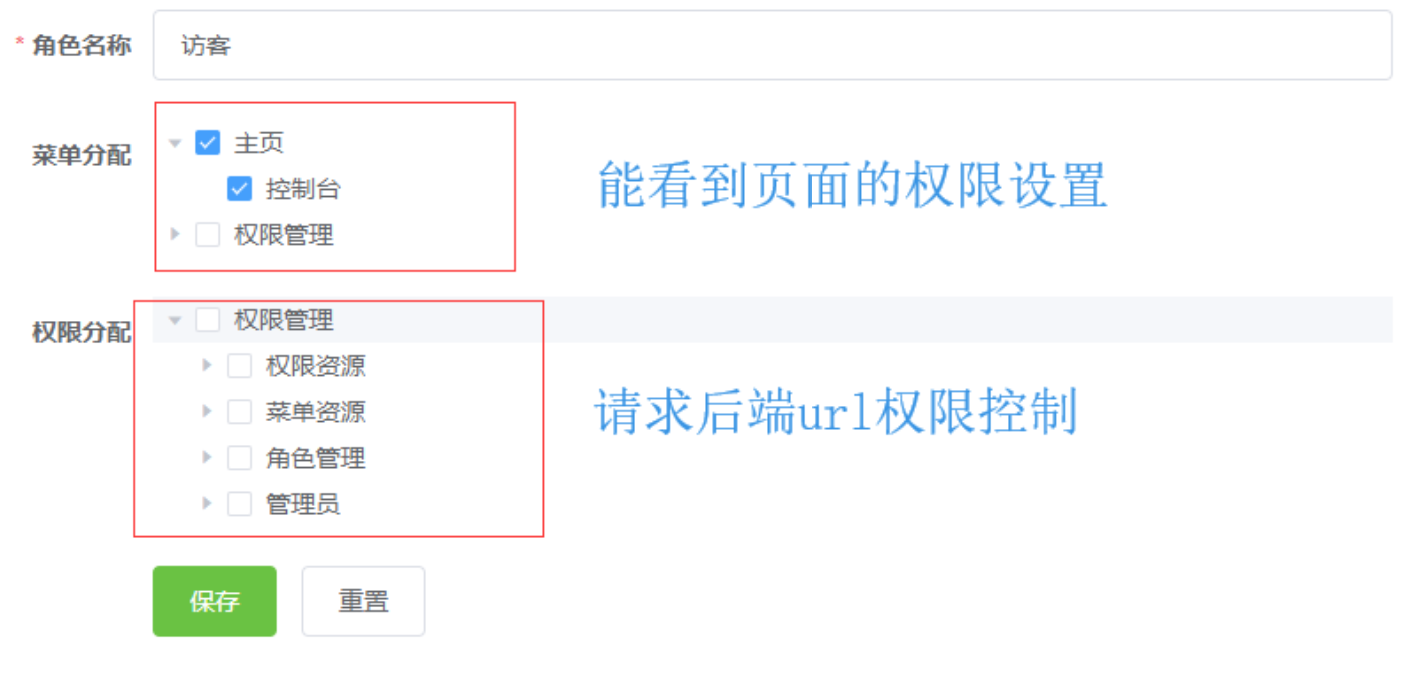 * 角色名称 访客
菜单分配
主页
控制台
权限管理
能看到页面的权限设置
权限分配
权限管理
权限资源
菜单资源
角色管理
管理员
请求后端url权限控制
保存 重置